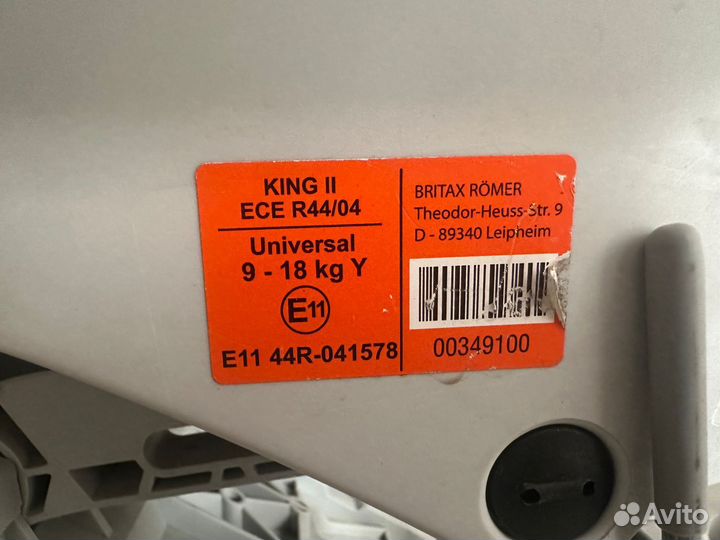 KING II
ECE R44/04
Universal
9 - 18 kg Y
E11
E11 44R-041578
BRITAX RÖMER
Theodor-Heuss-Str. 9
D - 89340 Leipheim
00349100
Avito